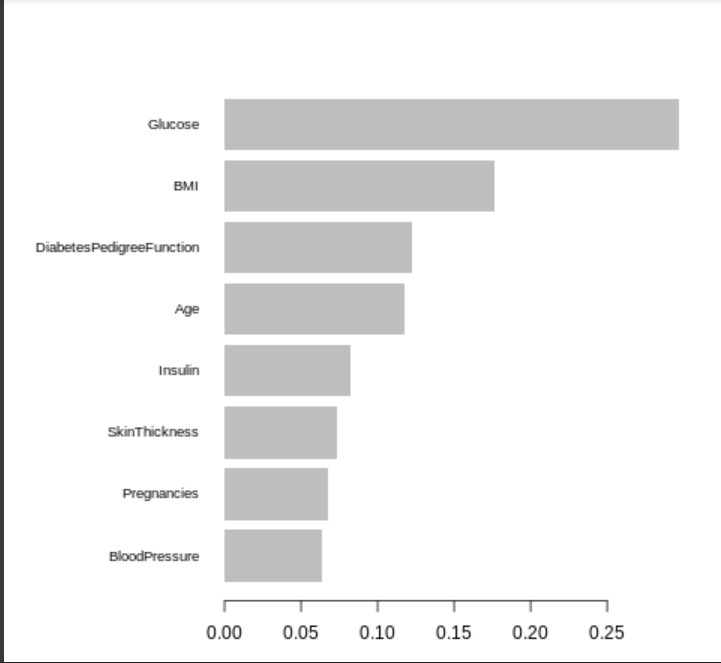 Glucose
BMI
DiabetesPedigreeFunction
Age
Insulin
SkinThickness
Pregnancies
BloodPressure
0.00 0.05 0.10 0.15 0.20 0.25